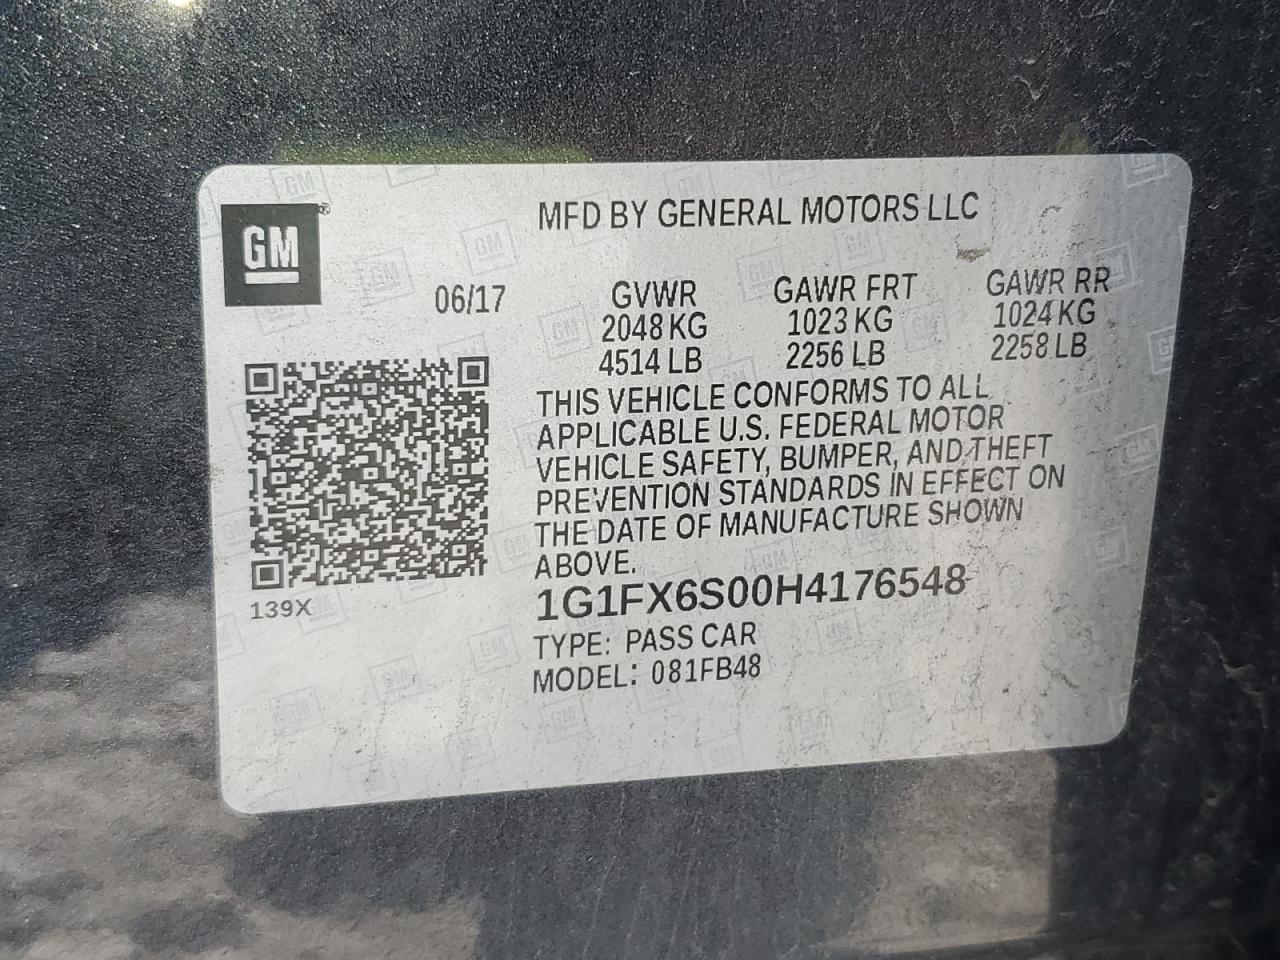 GM®
MFD BY GENERAL MOTORS LLC
06/17
GVWR GAWR FRT GAWR RR
2048 KG 1023 KG 1024 KG
4514 LB 2256 LB 2258 LB
THIS VEHICLE CONFORMS TO ALL
APPLICABLE U.S. FEDERAL MOTOR
VEHICLE SAFETY, BUMPER, AND THEFT
PREVENTION STANDARDS IN EFFECT ON
THE DATE OF MANUFACTURE SHOWN
ABOVE.
1G1FX6S00H4176548
139X
TYPE: PASS CAR
MODEL: 081FB48